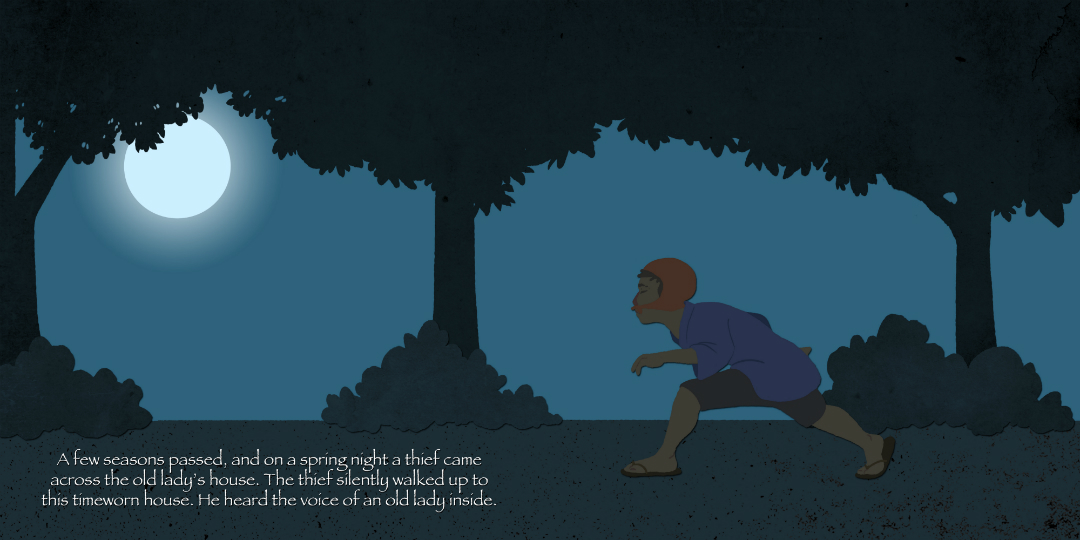 A few seasons passed, and on a spring night a thief came
across the old lady's house. The thief silently walked up to
this timeworn house. He heard the voice of an old lady inside.